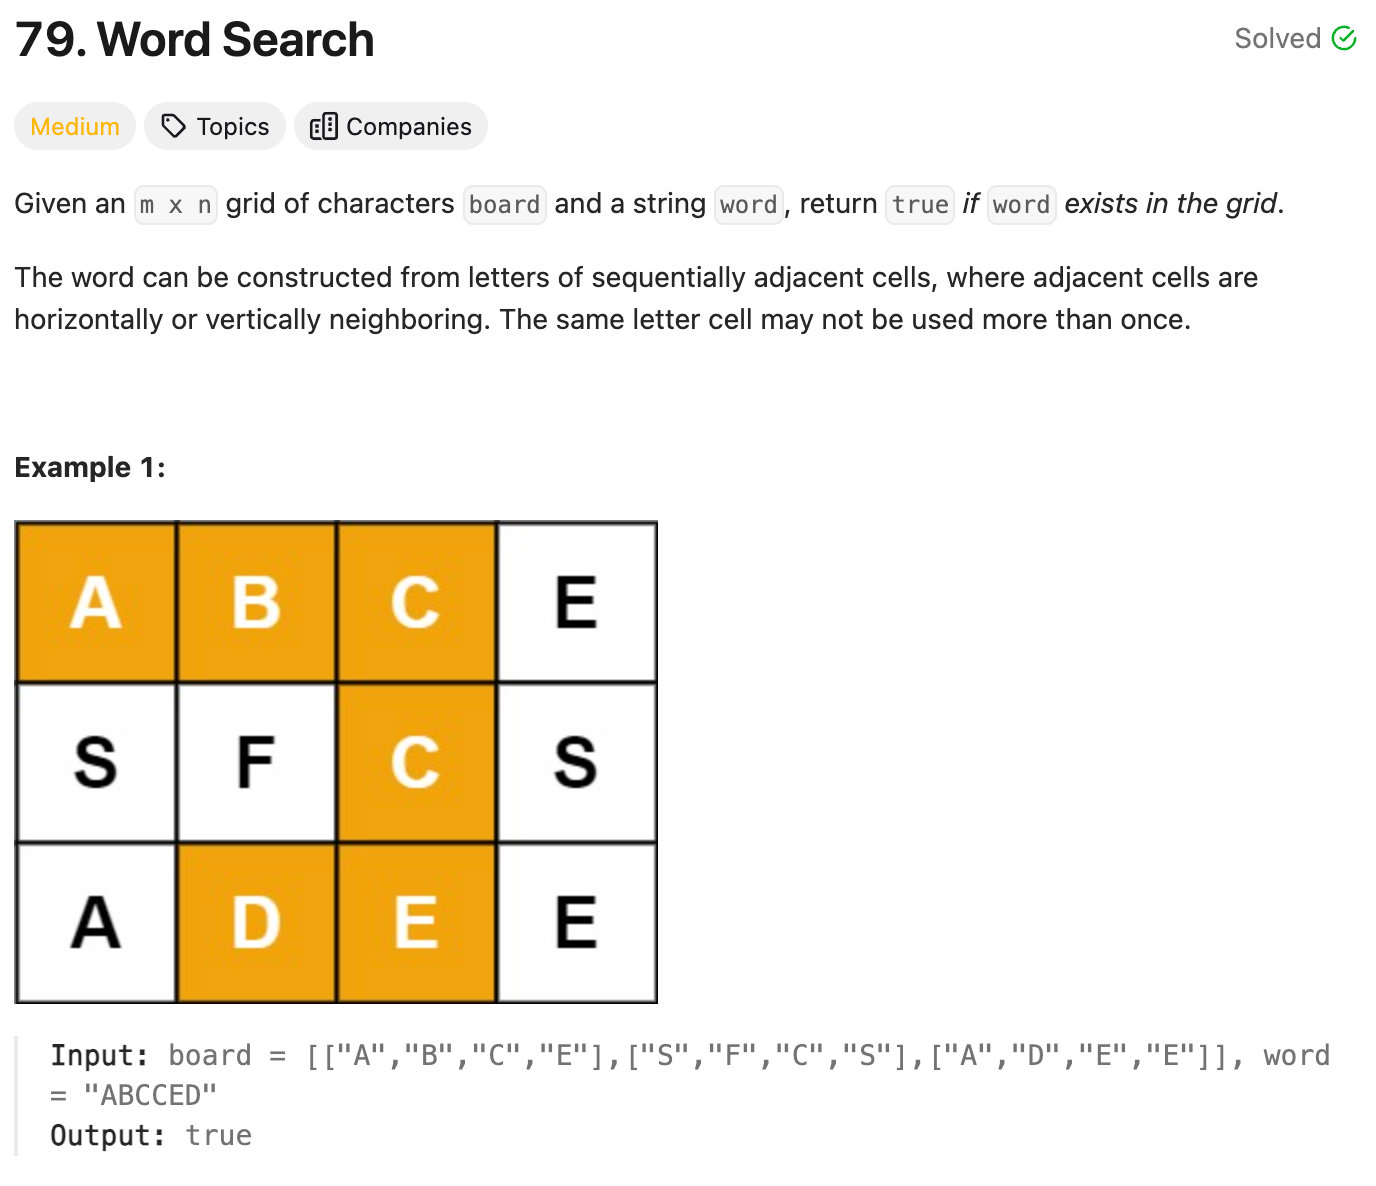 79. Word Search
Solved
Medium Topics Companies
Given an m x n grid of characters board and a string word, return true if word exists in the grid.
The word can be constructed from letters of sequentially adjacent cells, where adjacent cells are
horizontally or vertically neighboring. The same letter cell may not be used more than once.
Example 1:
A B C E
S F C S
A D E E
Input: board = [["A","B","C","E"],["S","F","C","S"],["A","D","E","E"]], word
= "ABCCED"
Output: true